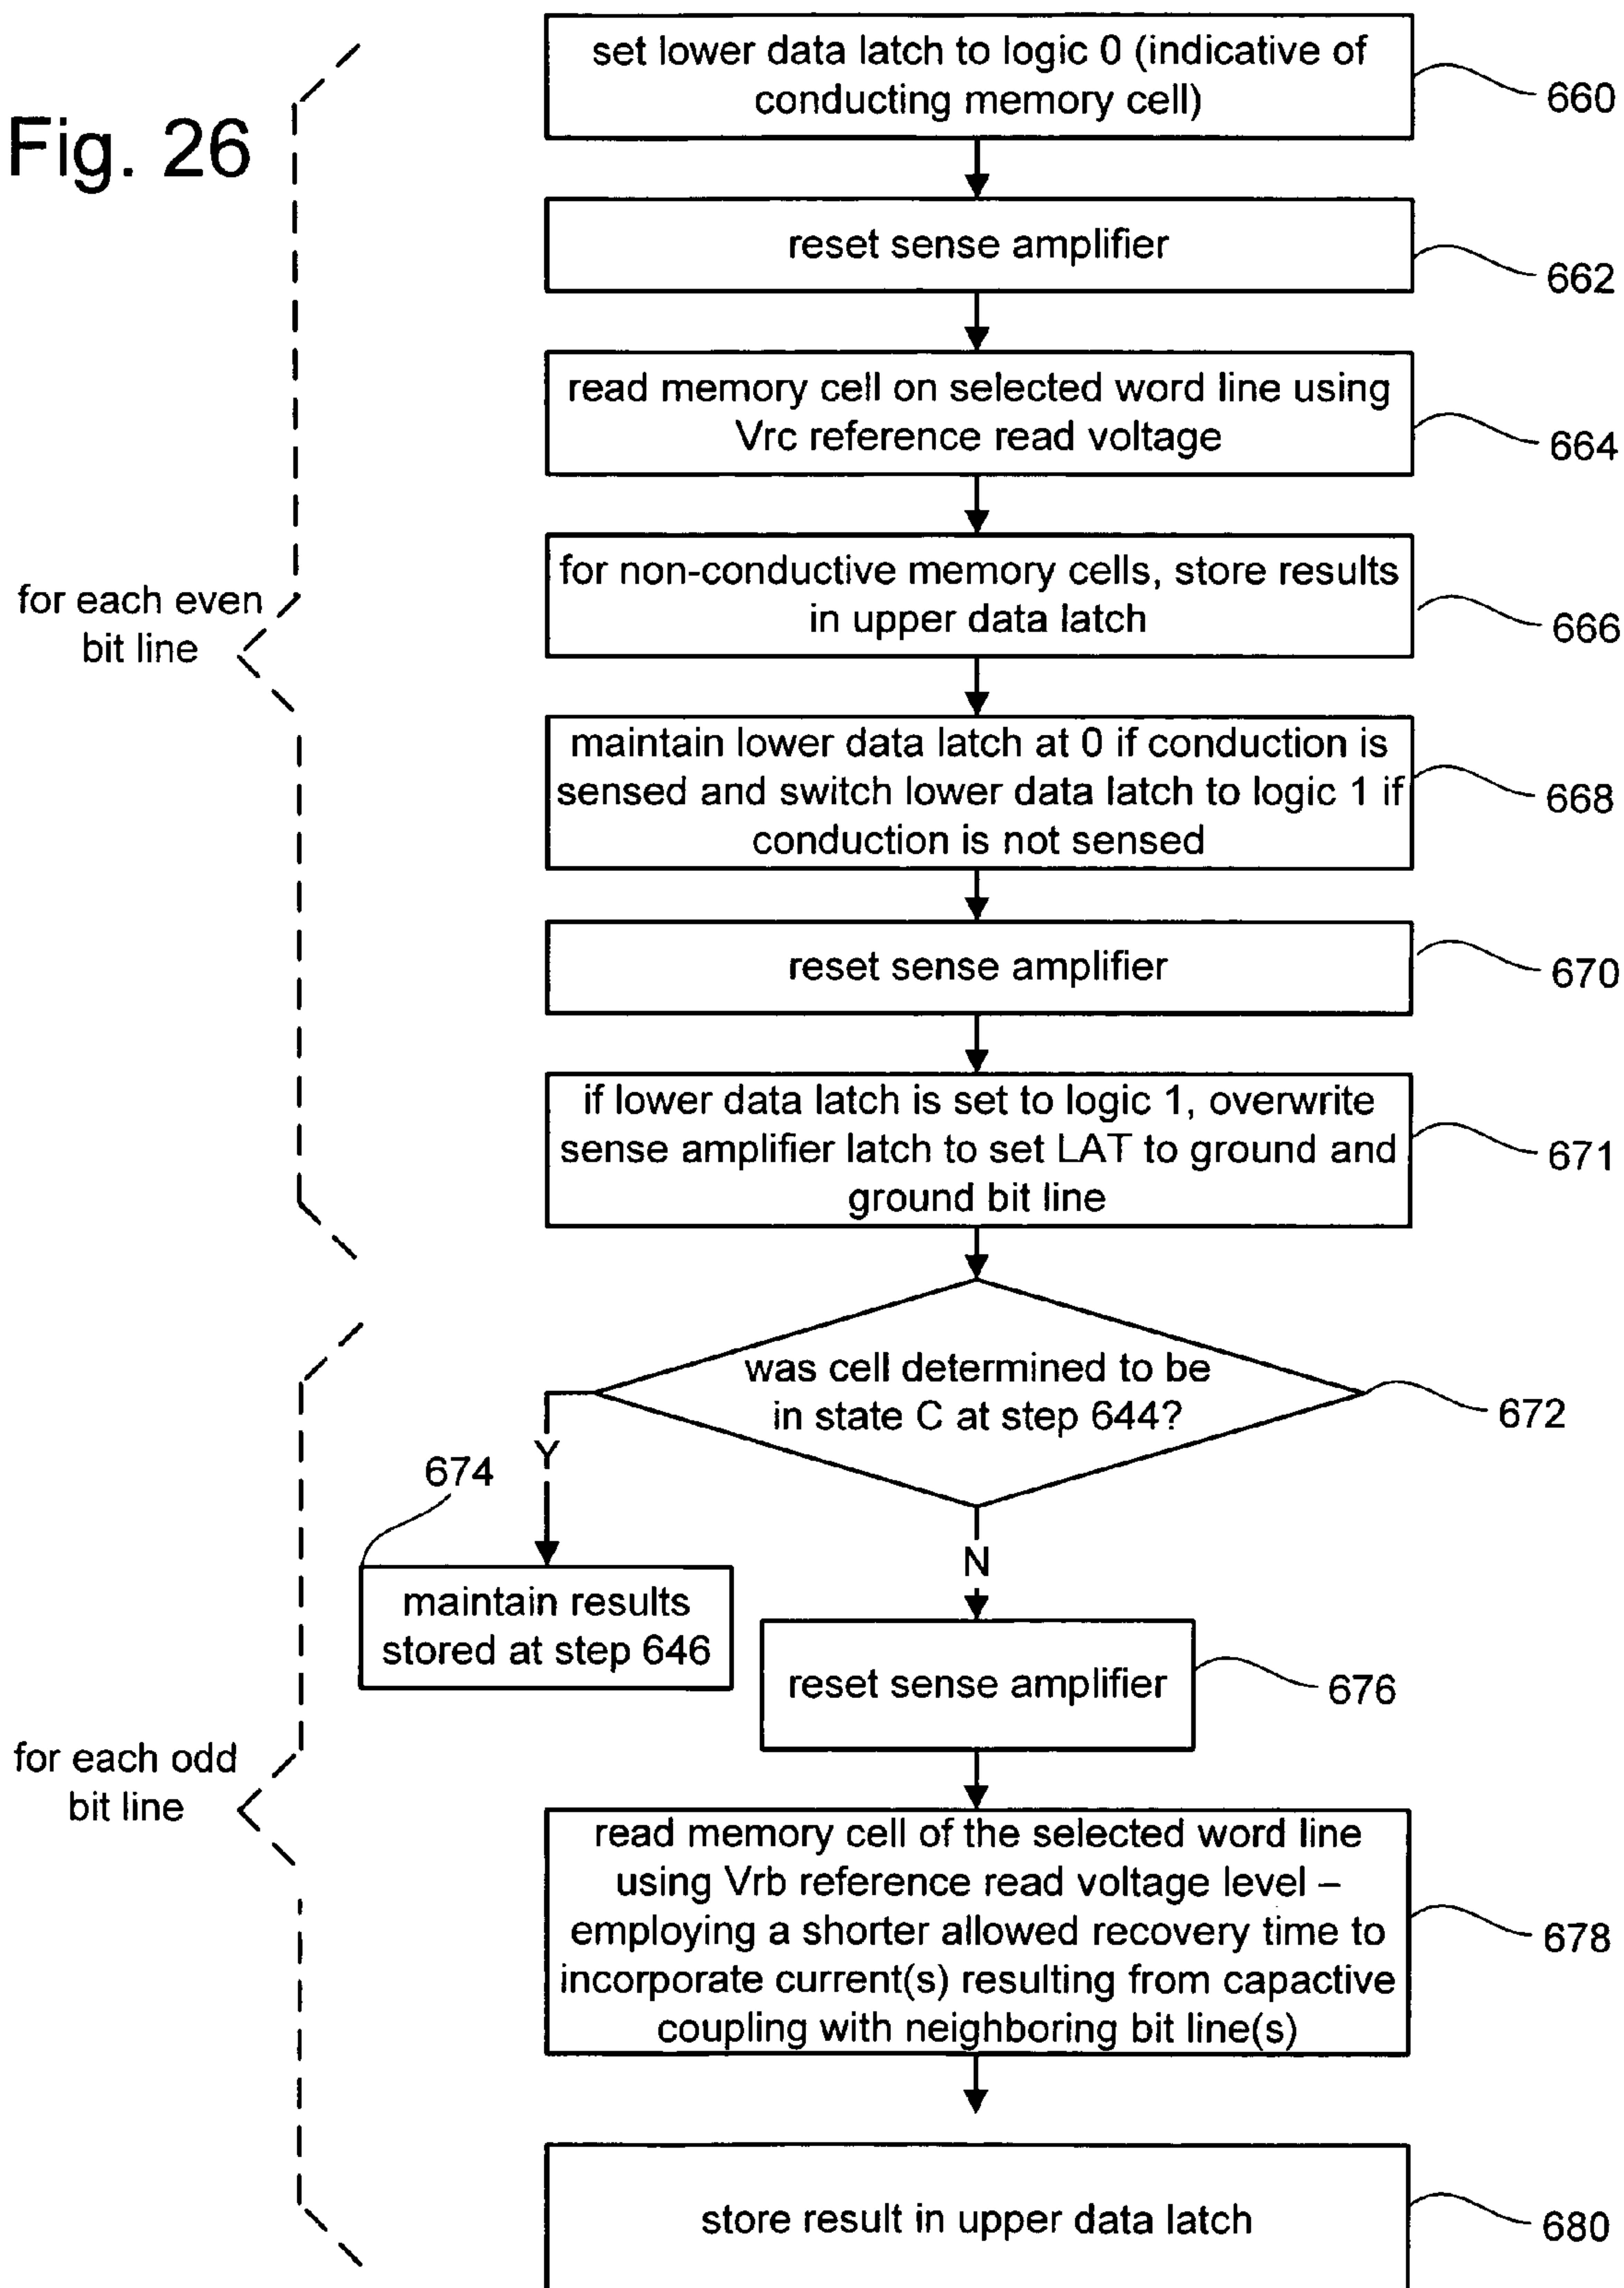 Fig. 26
set lower data latch to logic 0 (indicative of
conducting memory cell)
660
reset sense amplifier
662
read memory cell on selected word line using
Vrc reference read voltage
664
for non-conductive memory cells, store results
in upper data latch
666
for each even
bit line
maintain lower data latch at 0 if conduction is
sensed and switch lower data latch to logic 1 if
conduction is not sensed
668
reset sense amplifier
670
if lower data latch is set to logic 1, overwrite
sense amplifier latch to set LAT to ground and
ground bit line
671
was cell determined to be
in state C at step 644?
672
Y
674
maintain results
stored at step 646
N
reset sense amplifier
676
for each odd
bit line
read memory cell of the selected word line
using Vrb reference read voltage level –
employing a shorter allowed recovery time to
incorporate current(s) resulting from capactive
coupling with neighboring bit line(s)
678
store result in upper data latch
680